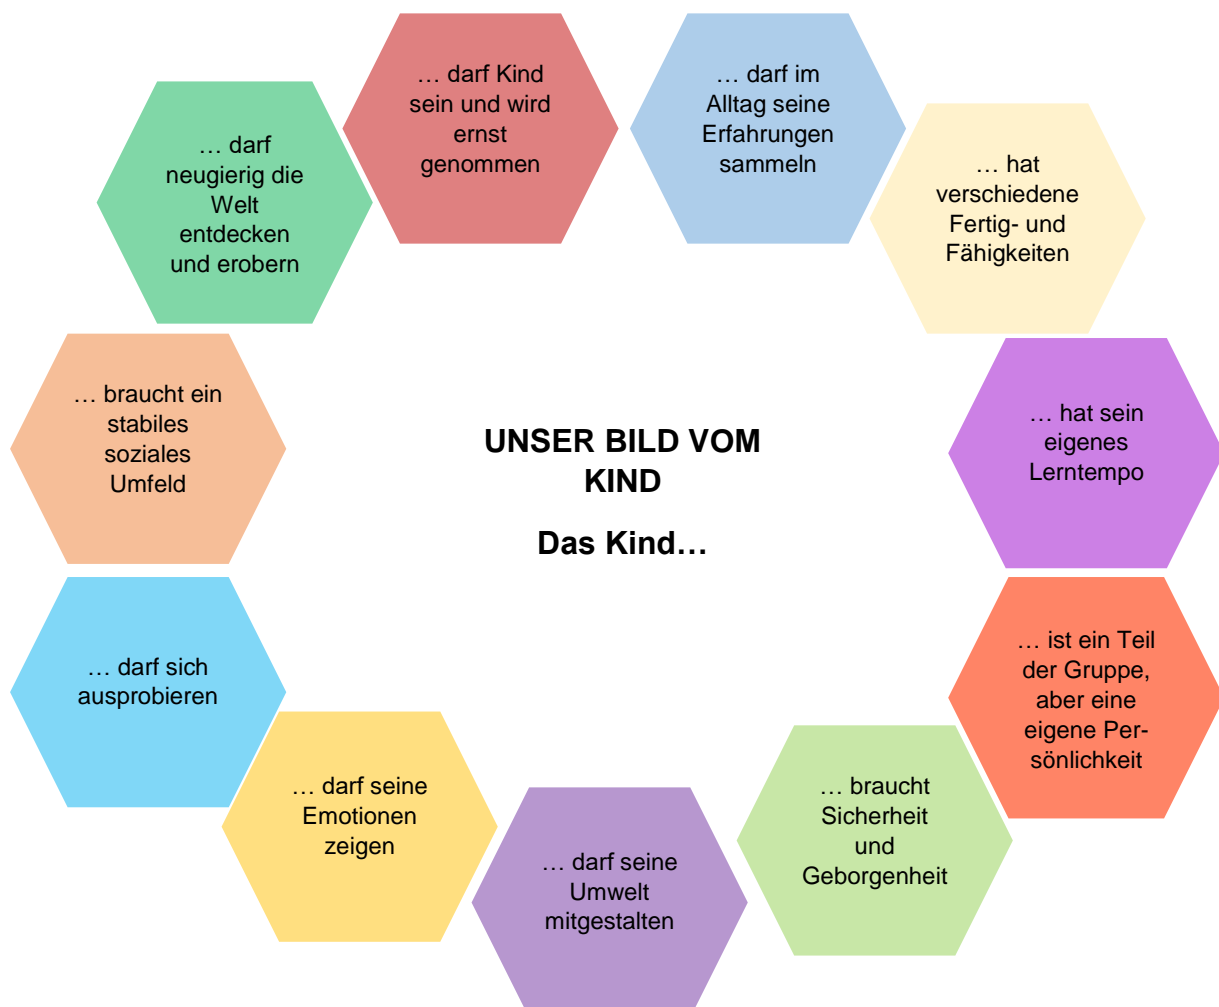 … darf Kind
sein und wird
ernst
genommen
… darf im
Alltag seine
Erfahrungen
sammeln
… hat
verschiedene
Fertig- und
Fähigkeiten
… hat sein
eigenes
Lerntempo
… ist ein Teil
der Gruppe,
aber eine
eigene Per-
sönlichkeit
… braucht
Sicherheit
und
Geborgenheit
… darf seine
Umwelt
mitgestalten
… darf seine
Emotionen
zeigen
… darf sich
ausprobieren
… braucht ein
stabiles
soziales
Umfeld
… darf
neugierig die
Welt
entdecken
und erobern
UNSER BILD VOM
KIND
Das Kind…